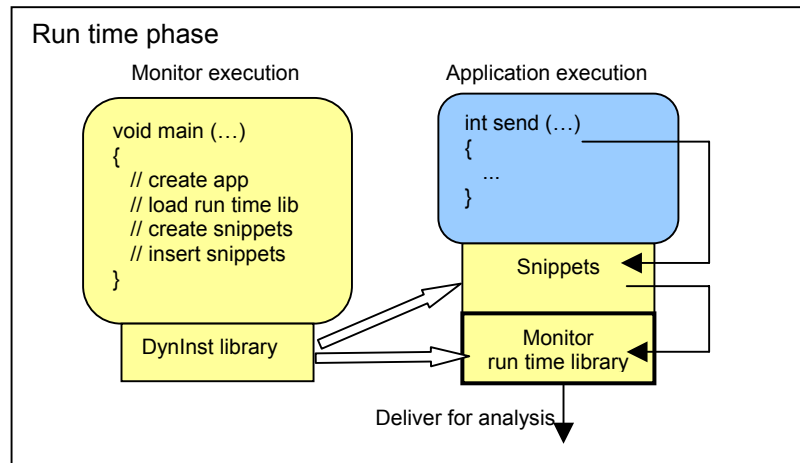 Run time phase
Monitor execution
void main (…)
{
// create app
// load run time lib
// create snippets
// insert snippets
}
DynInst library
Application execution
int send (…)
{
...
}
Snippets
Monitor
run time library
Deliver for analysis